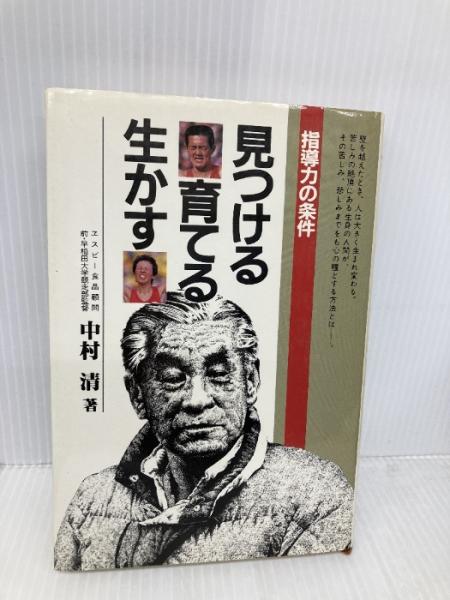 壁を越えたとき、人は大きく生まれ変わる。
苦しみの絶頂にある生身の人間が、
その苦しみ、悲しみまでをも心の糧とする方法とは——。
指導力の条件
見つける
育てる
生かす
ヱスビー食品顧問
前・早稲田大学競走部監督
中村 清 著